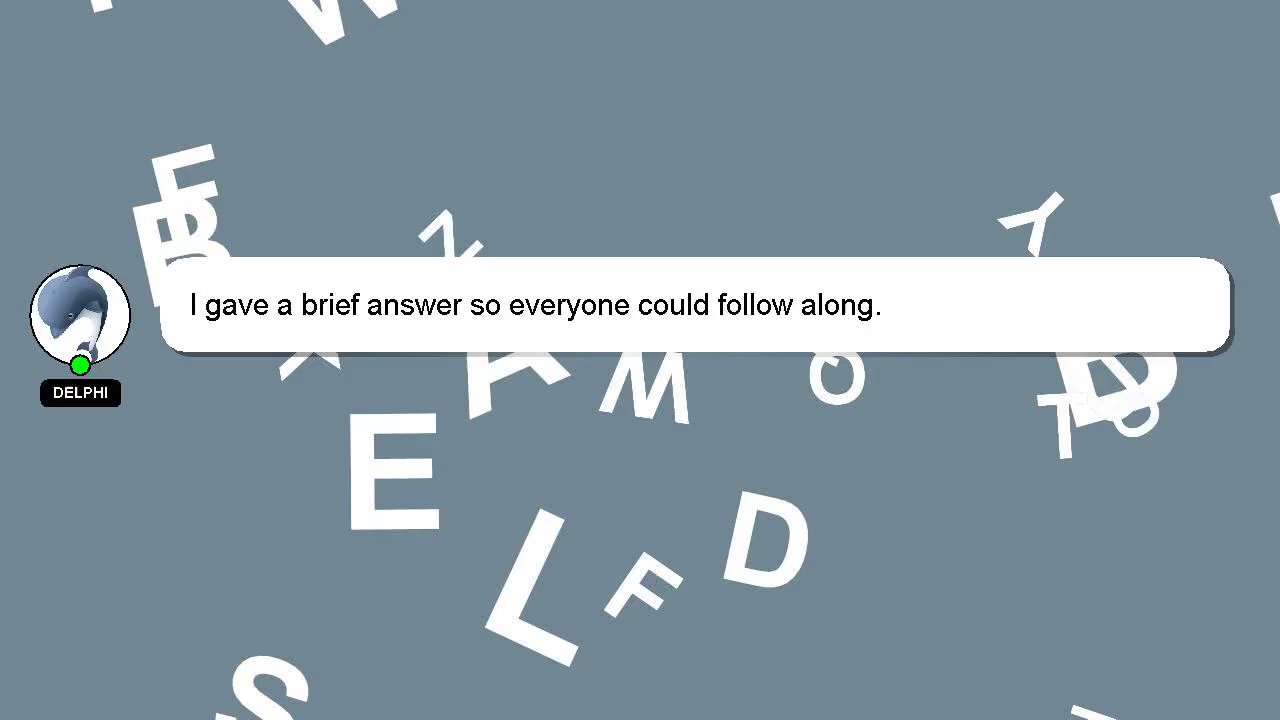 I gave a brief answer so everyone could follow along.
DELPHI
W
F
B
Z
Y
A
M
O
D
T
E
L
F
D
S